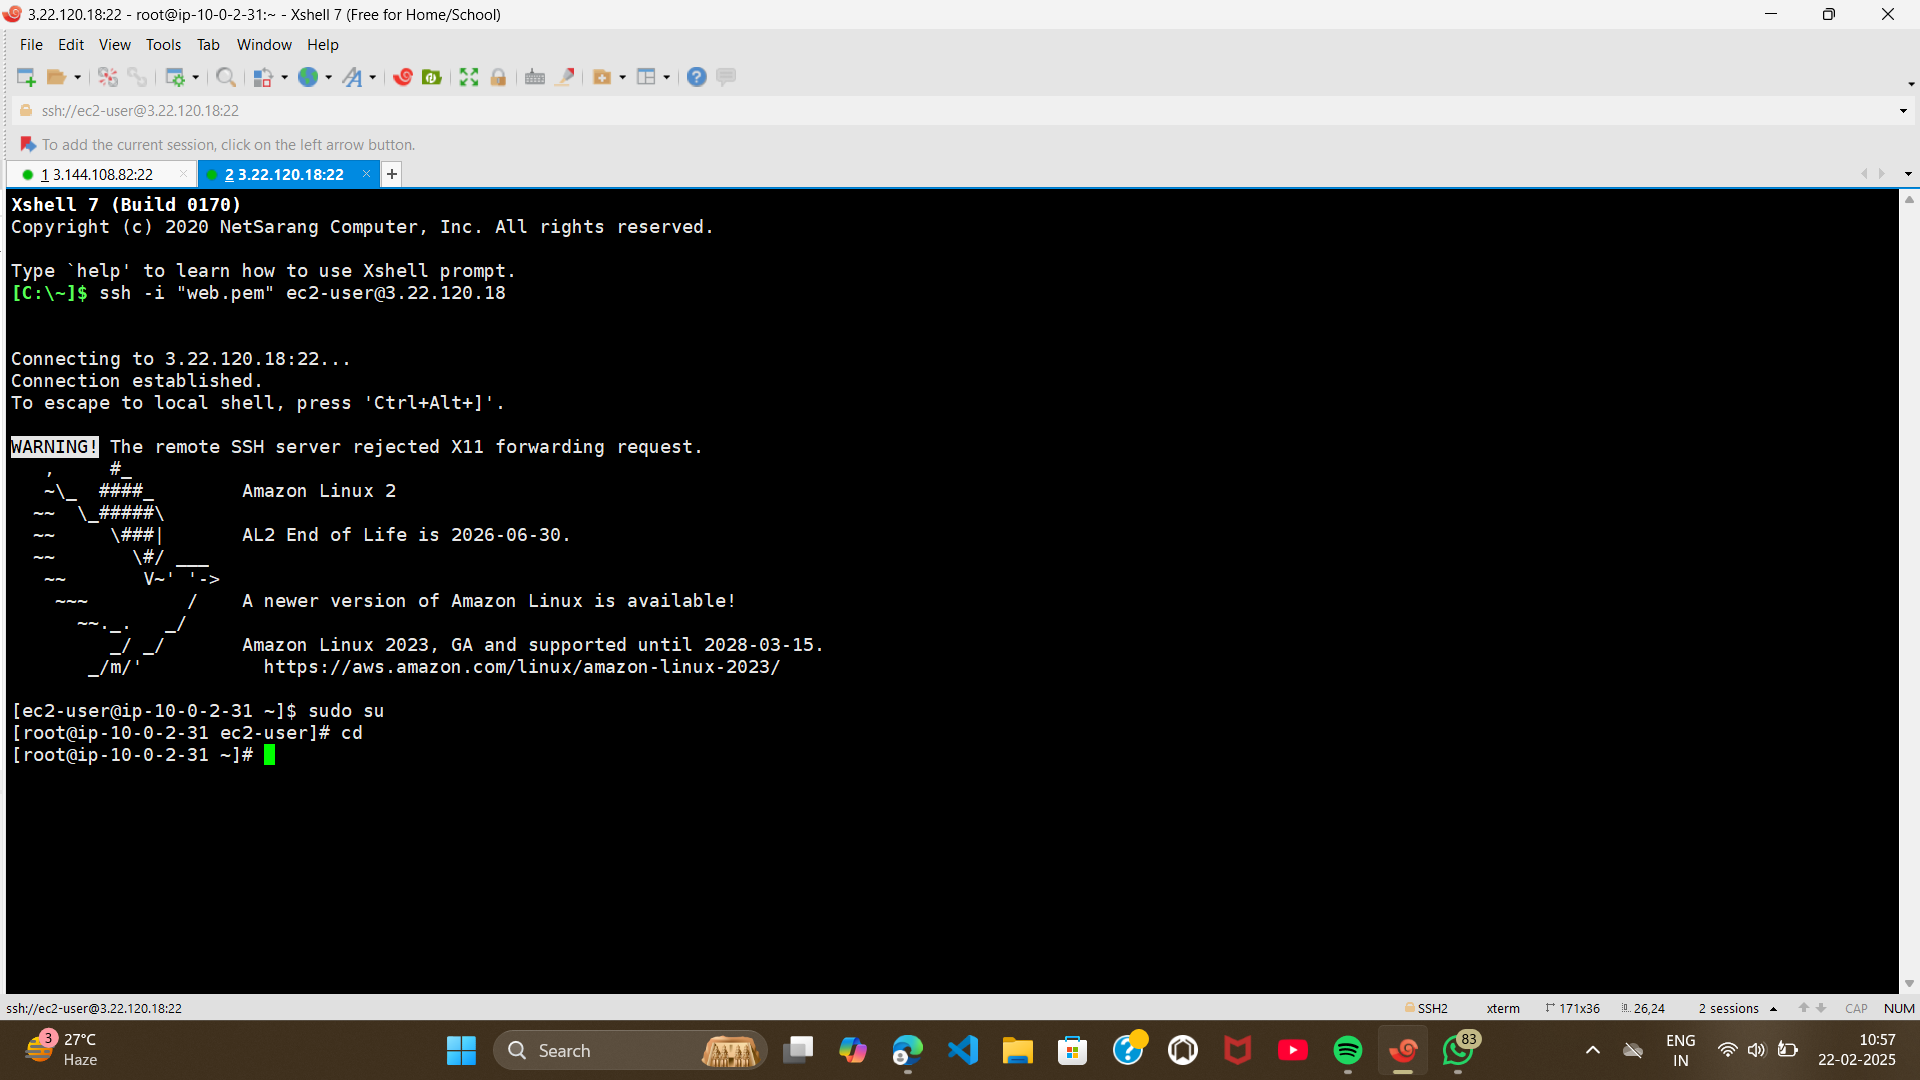 3.22.120.18:22 - root@ip-10-0-2-31:~ - Xshell 7 (Free for Home/School)
File Edit View Tools Tab Window Help
ssh://ec2-user@3.22.120.18:22
To add the current session, click on the left arrow button.
1 3.144.108.82:22
2 3.22.120.18:22
Xshell 7 (Build 0170)
Copyright (c) 2020 NetSarang Computer, Inc. All rights reserved.
Type `help' to learn how to use Xshell prompt.
[C:\~]$ ssh -i "web.pem" ec2-user@3.22.120.18
Connecting to 3.22.120.18:22...
Connection established.
To escape to local shell, press 'Ctrl+Alt+]'.
WARNING! The remote SSH server rejected X11 forwarding request.
   ,     #_
   ~\_  ####_        Amazon Linux 2
  ~~  \_#####\
  ~~     \###|       AL2 End of Life is 2026-06-30.
  ~~       \#/ ___
   ~~       V~' '->
    ~~~         /    A newer version of Amazon Linux is available!
      ~~._.   _/
         _/ _/       Amazon Linux 2023, GA and supported until 2028-03-15.
       _/m/'           https://aws.amazon.com/linux/amazon-linux-2023/
[ec2-user@ip-10-0-2-31 ~]$ sudo su
[root@ip-10-0-2-31 ec2-user]# cd
[root@ip-10-0-2-31 ~]#
ssh://ec2-user@3.22.120.18:22 SSH2 xterm 171x36 26,24 2 sessions CAP NUM
3
27°C
Haze
Search
83
ENG
IN
10:57
22-02-2025